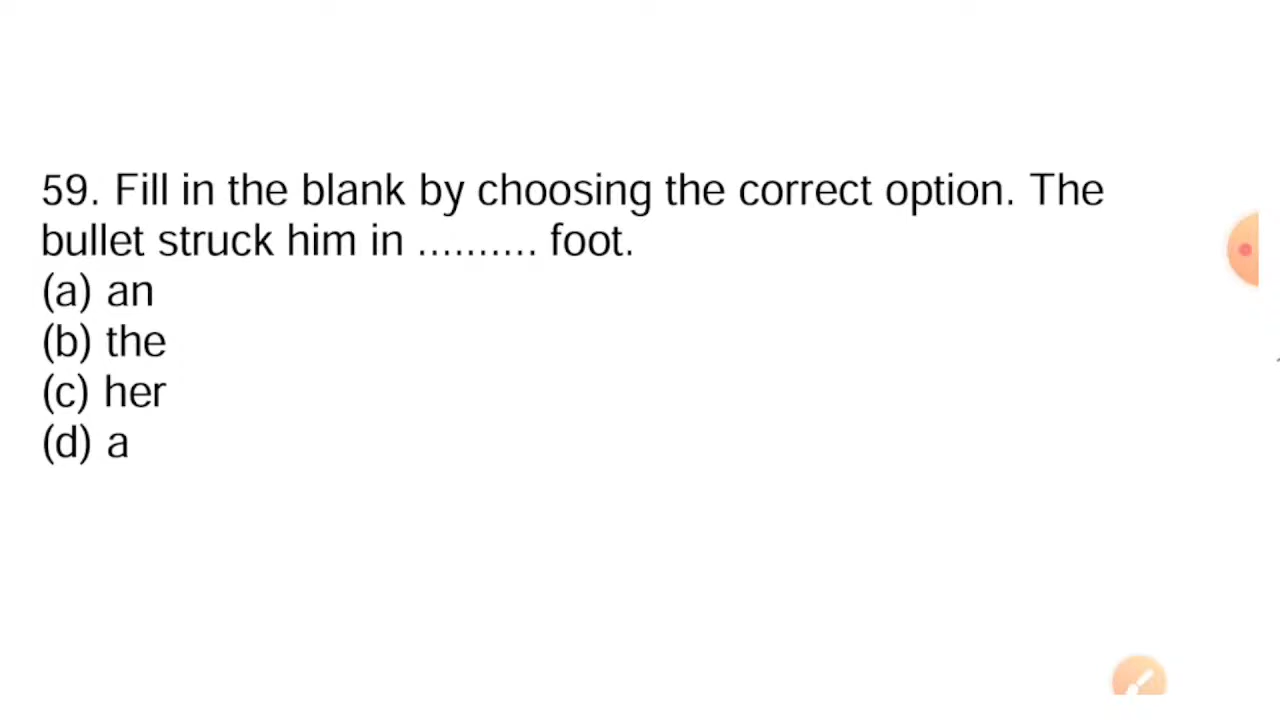 59. Fill in the blank by choosing the correct option. The
bullet struck him in .......... foot.
(a) an
(b) the
(c) her
(d) a